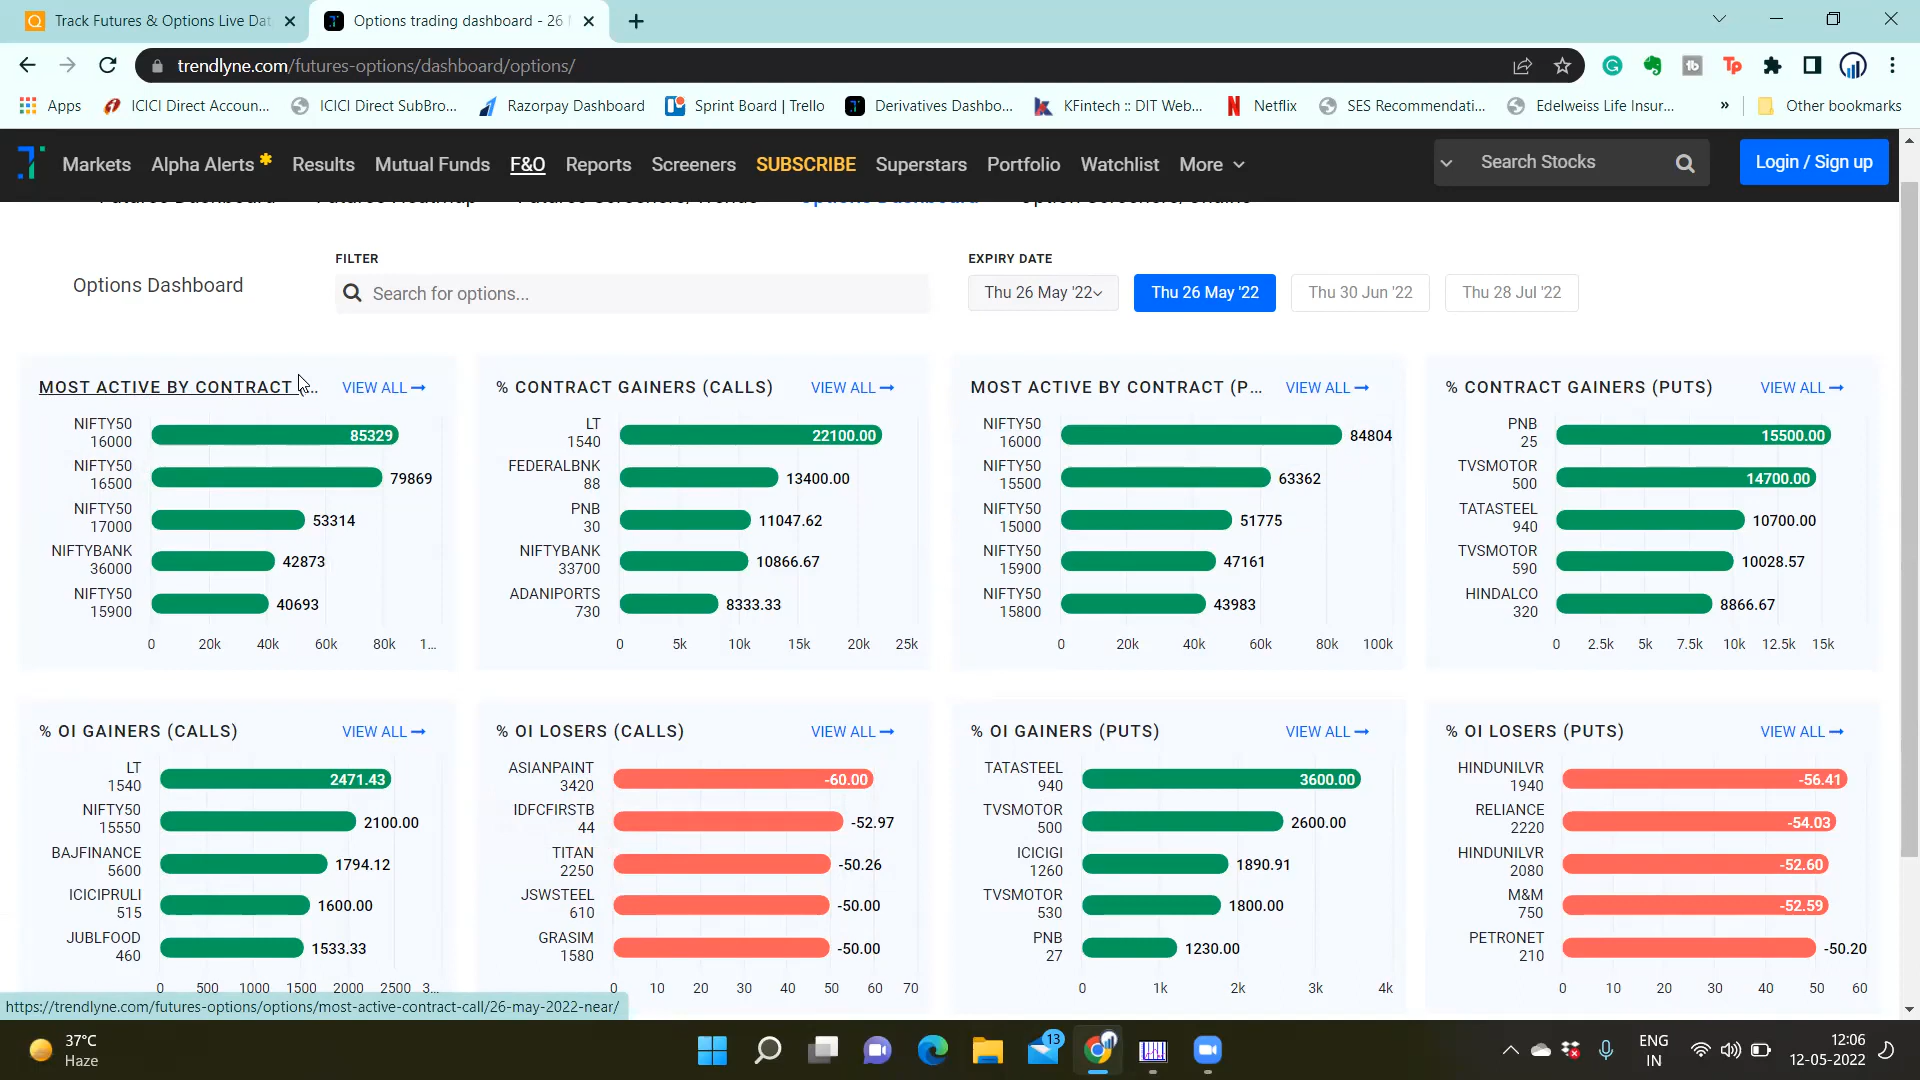 Track Futures & Options Live Dat
Options trading dashboard - 26
trendlyne.com/futures-options/dashboard/options/
Apps
ICICI Direct Accoun...
ICICI Direct SubBro...
Razorpay Dashboard
Sprint Board | Trello
Derivatives Dashbo...
KFintech :: DIT Web...
Netflix
SES Recommendati...
Edelweiss Life Insur...
»
Other bookmarks
Markets
Alpha Alerts
Results
Mutual Funds
F&O
Reports
Screeners
SUBSCRIBE
Superstars
Portfolio
Watchlist
More
Search Stocks
Login / Sign up
Options Dashboard
FILTER
Search for options...
EXPIRY DATE
Thu 26 May '22
Thu 26 May '22
Thu 30 Jun '22
Thu 28 Jul '22
MOST ACTIVE BY CONTRACT ...
VIEW ALL
NIFTY50
16000
85329
NIFTY50
16500
79869
NIFTY50
17000
53314
NIFTYBANK
36000
42873
NIFTY50
15900
40693
0 20k 40k 60k 80k 1...
% CONTRACT GAINERS (CALLS)
VIEW ALL
LT
1540
22100.00
FEDERALBNK
88
13400.00
PNB
30
11047.62
NIFTYBANK
33700
10866.67
ADANIPORTS
730
8333.33
0 5k 10k 15k 20k 25k
MOST ACTIVE BY CONTRACT (P...
VIEW ALL
NIFTY50
16000
84804
NIFTY50
15500
63362
NIFTY50
15000
51775
NIFTY50
15900
47161
NIFTY50
15800
43983
0 20k 40k 60k 80k 100k
% CONTRACT GAINERS (PUTS)
VIEW ALL
PNB
25
15500.00
TVSMOTOR
500
14700.00
TATASTEEL
940
10700.00
TVSMOTOR
590
10028.57
HINDALCO
320
8866.67
0 2.5k 5k 7.5k 10k 12.5k 15k
% OI GAINERS (CALLS)
VIEW ALL
LT
1540
2471.43
NIFTY50
15550
2100.00
BAJFINANCE
5600
1794.12
ICICIPRULI
515
1600.00
JUBLFOOD
460
1533.33
0 500 1000 1500 2000 2500 3...
% OI LOSERS (CALLS)
VIEW ALL
ASIANPAINT
3420
-60.00
IDFCFIRSTB
44
-52.97
TITAN
2250
-50.26
JSWSTEEL
610
-50.00
GRASIM
1580
-50.00
0 10 20 30 40 50 60 70
% OI GAINERS (PUTS)
VIEW ALL
TATASTEEL
940
3600.00
TVSMOTOR
500
2600.00
ICICIGI
1260
1890.91
TVSMOTOR
530
1800.00
PNB
27
1230.00
0 1k 2k 3k 4k
% OI LOSERS (PUTS)
VIEW ALL
HINDUNILVR
1940
-56.41
RELIANCE
2220
-54.03
HINDUNILVR
2080
-52.60
M&M
750
-52.59
PETRONET
210
-50.20
0 10 20 30 40 50 60
https://trendlyne.com/futures-options/options/most-active-contract-call/26-may-2022-near/
37°C
Haze
13
ENG
IN
12:06
12-05-2022